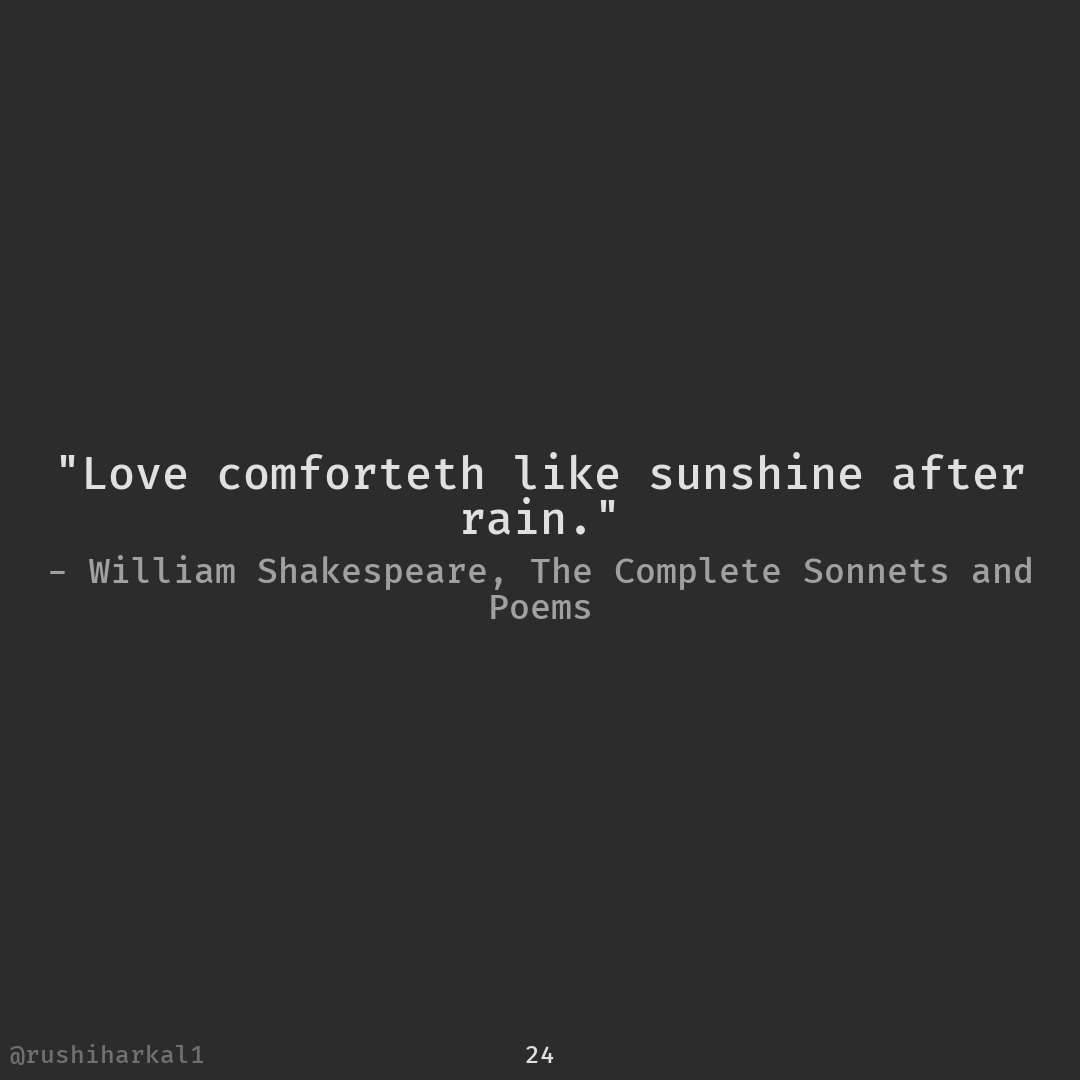 "Love comforteth like sunshine after
rain."
- William Shakespeare, The Complete Sonnets and
Poems
@rushiharkal1
24